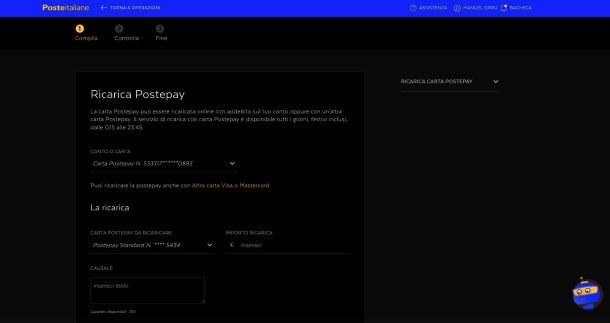 Posteitaliane
TORNA A OPERAZIONI
ASSISTENZA
MANUEL ORRU
BACHECA
1 2 3
Compila Controlla Fine
Ricarica Postepay
RICARICA CARTA POSTEPAY
La carta Postepay può essere ricaricata online con addebito sul tuo conto oppure con un'altra
carta Postepay. Il servizio di ricarica con carta Postepay è disponibile tutti i giorni, festivi inclusi,
dalle 0.15 alle 23.45.
CONTO O CARTA
Carta Postepay N. 533317******0893
Puoi ricaricare la postepay anche con Altra carta Visa o Mastercard
La ricarica
CARTA POSTEPAY DA RICARICARE
IMPORTO RICARICA
Postepay Standard N. **** 5434
€ Inserisci
CAUSALE
Inserisci testo
Caratteri disponibili